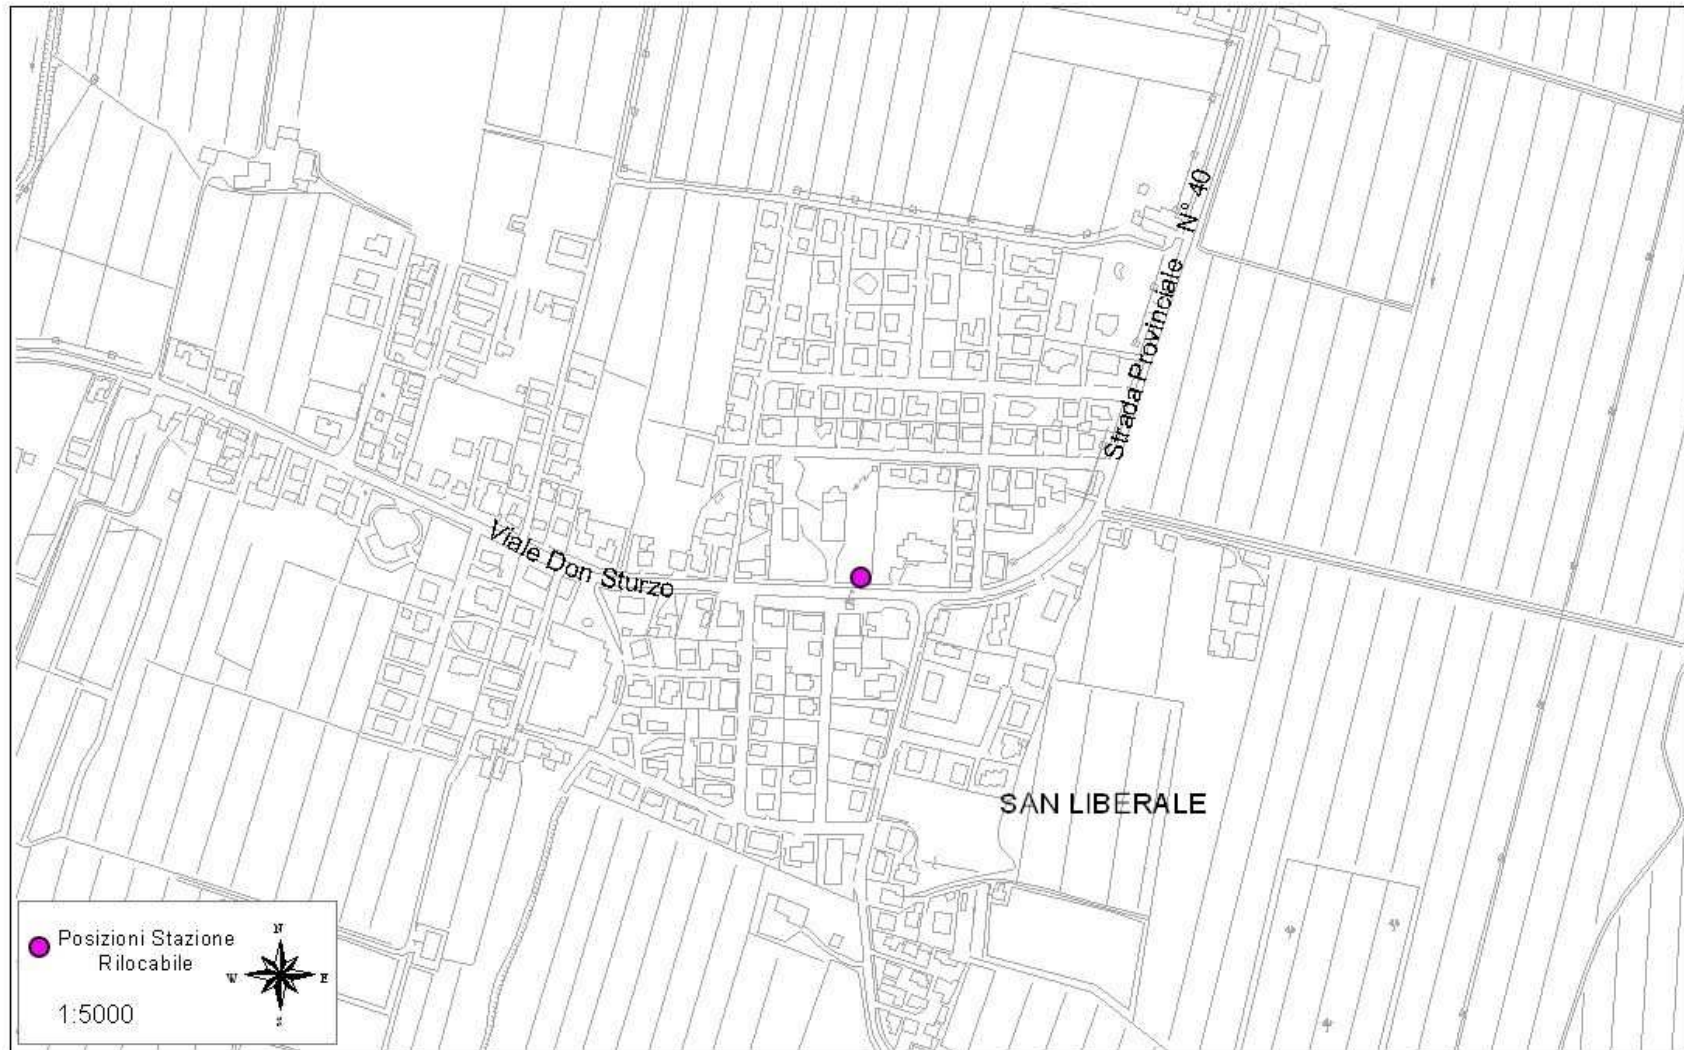 Strada Provinciale N° 40
Viale Don Sturzo
SAN LIBERALE
Posizioni Stazione
Rilocabile
N
W E
s
1:5000